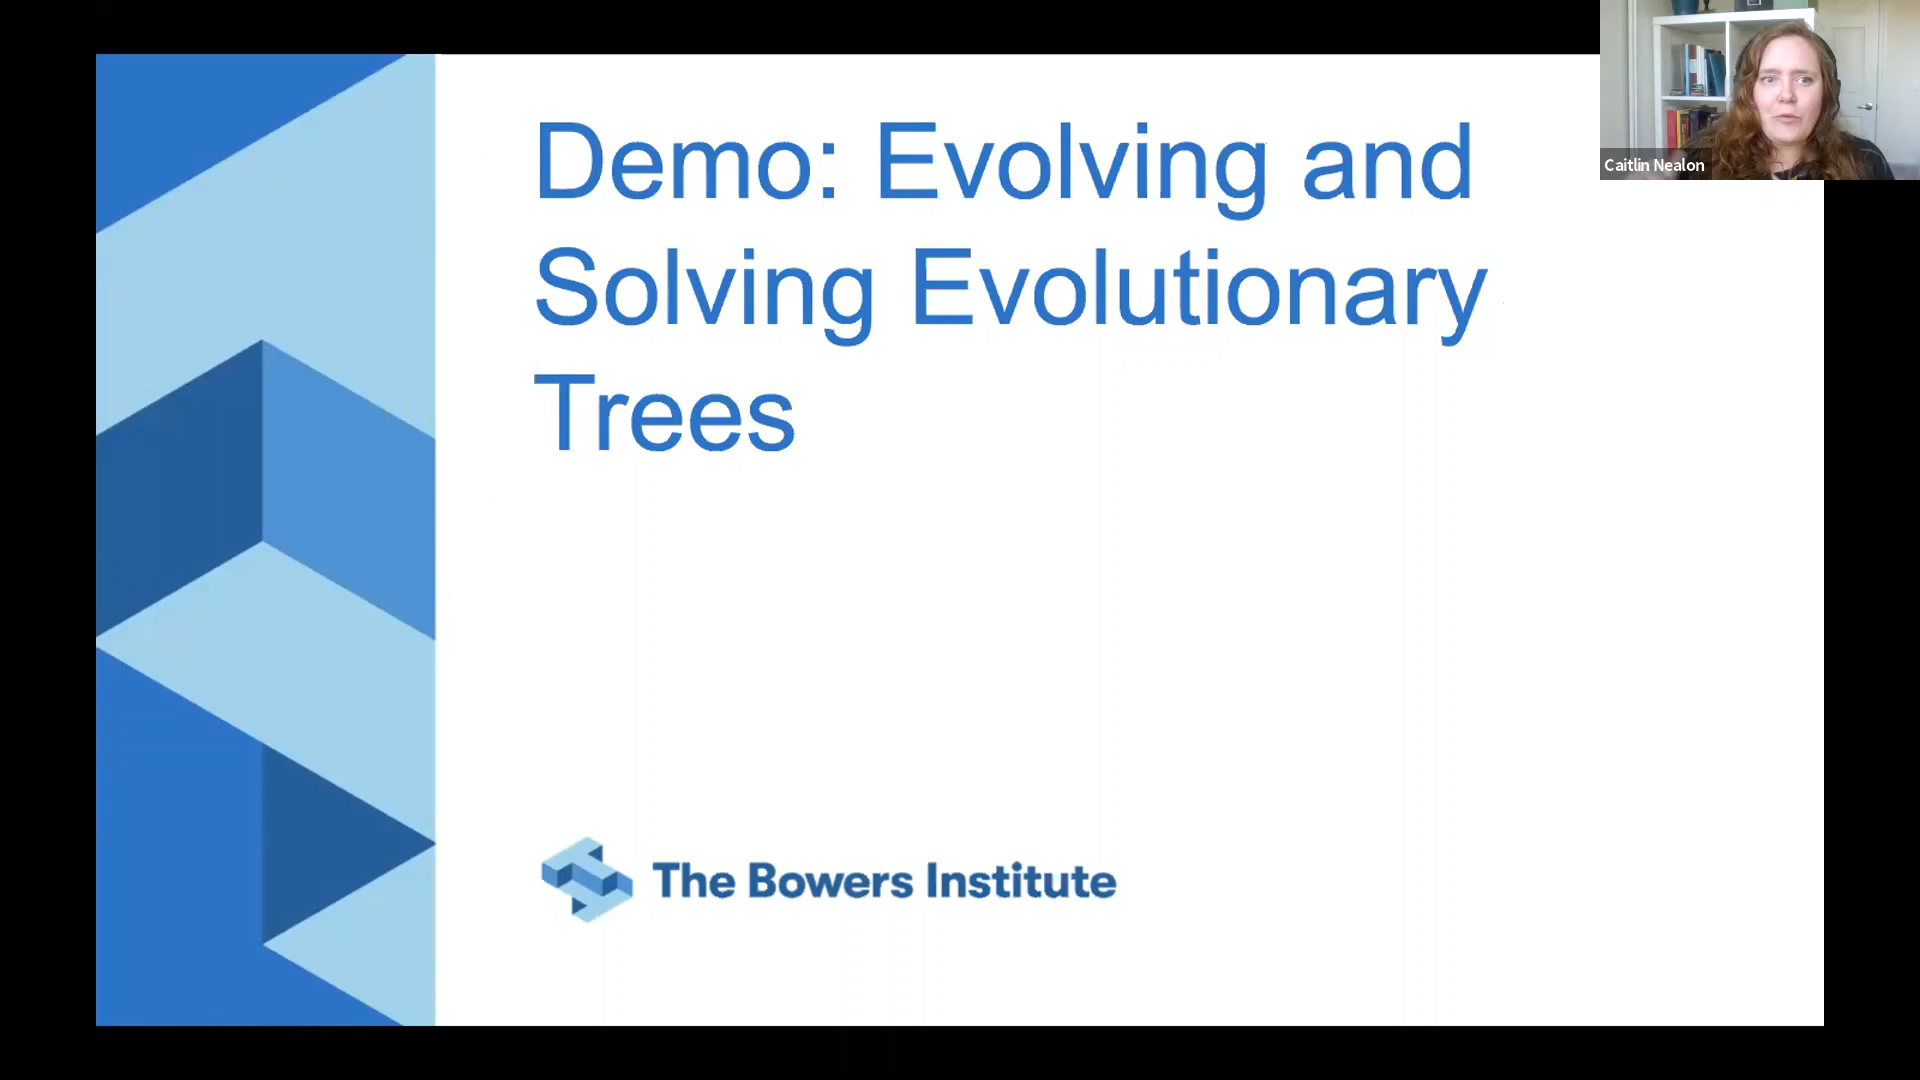 Demo: Evolving and
Solving Evolutionary
Trees
Caitlin Nealon
The Bowers Institute